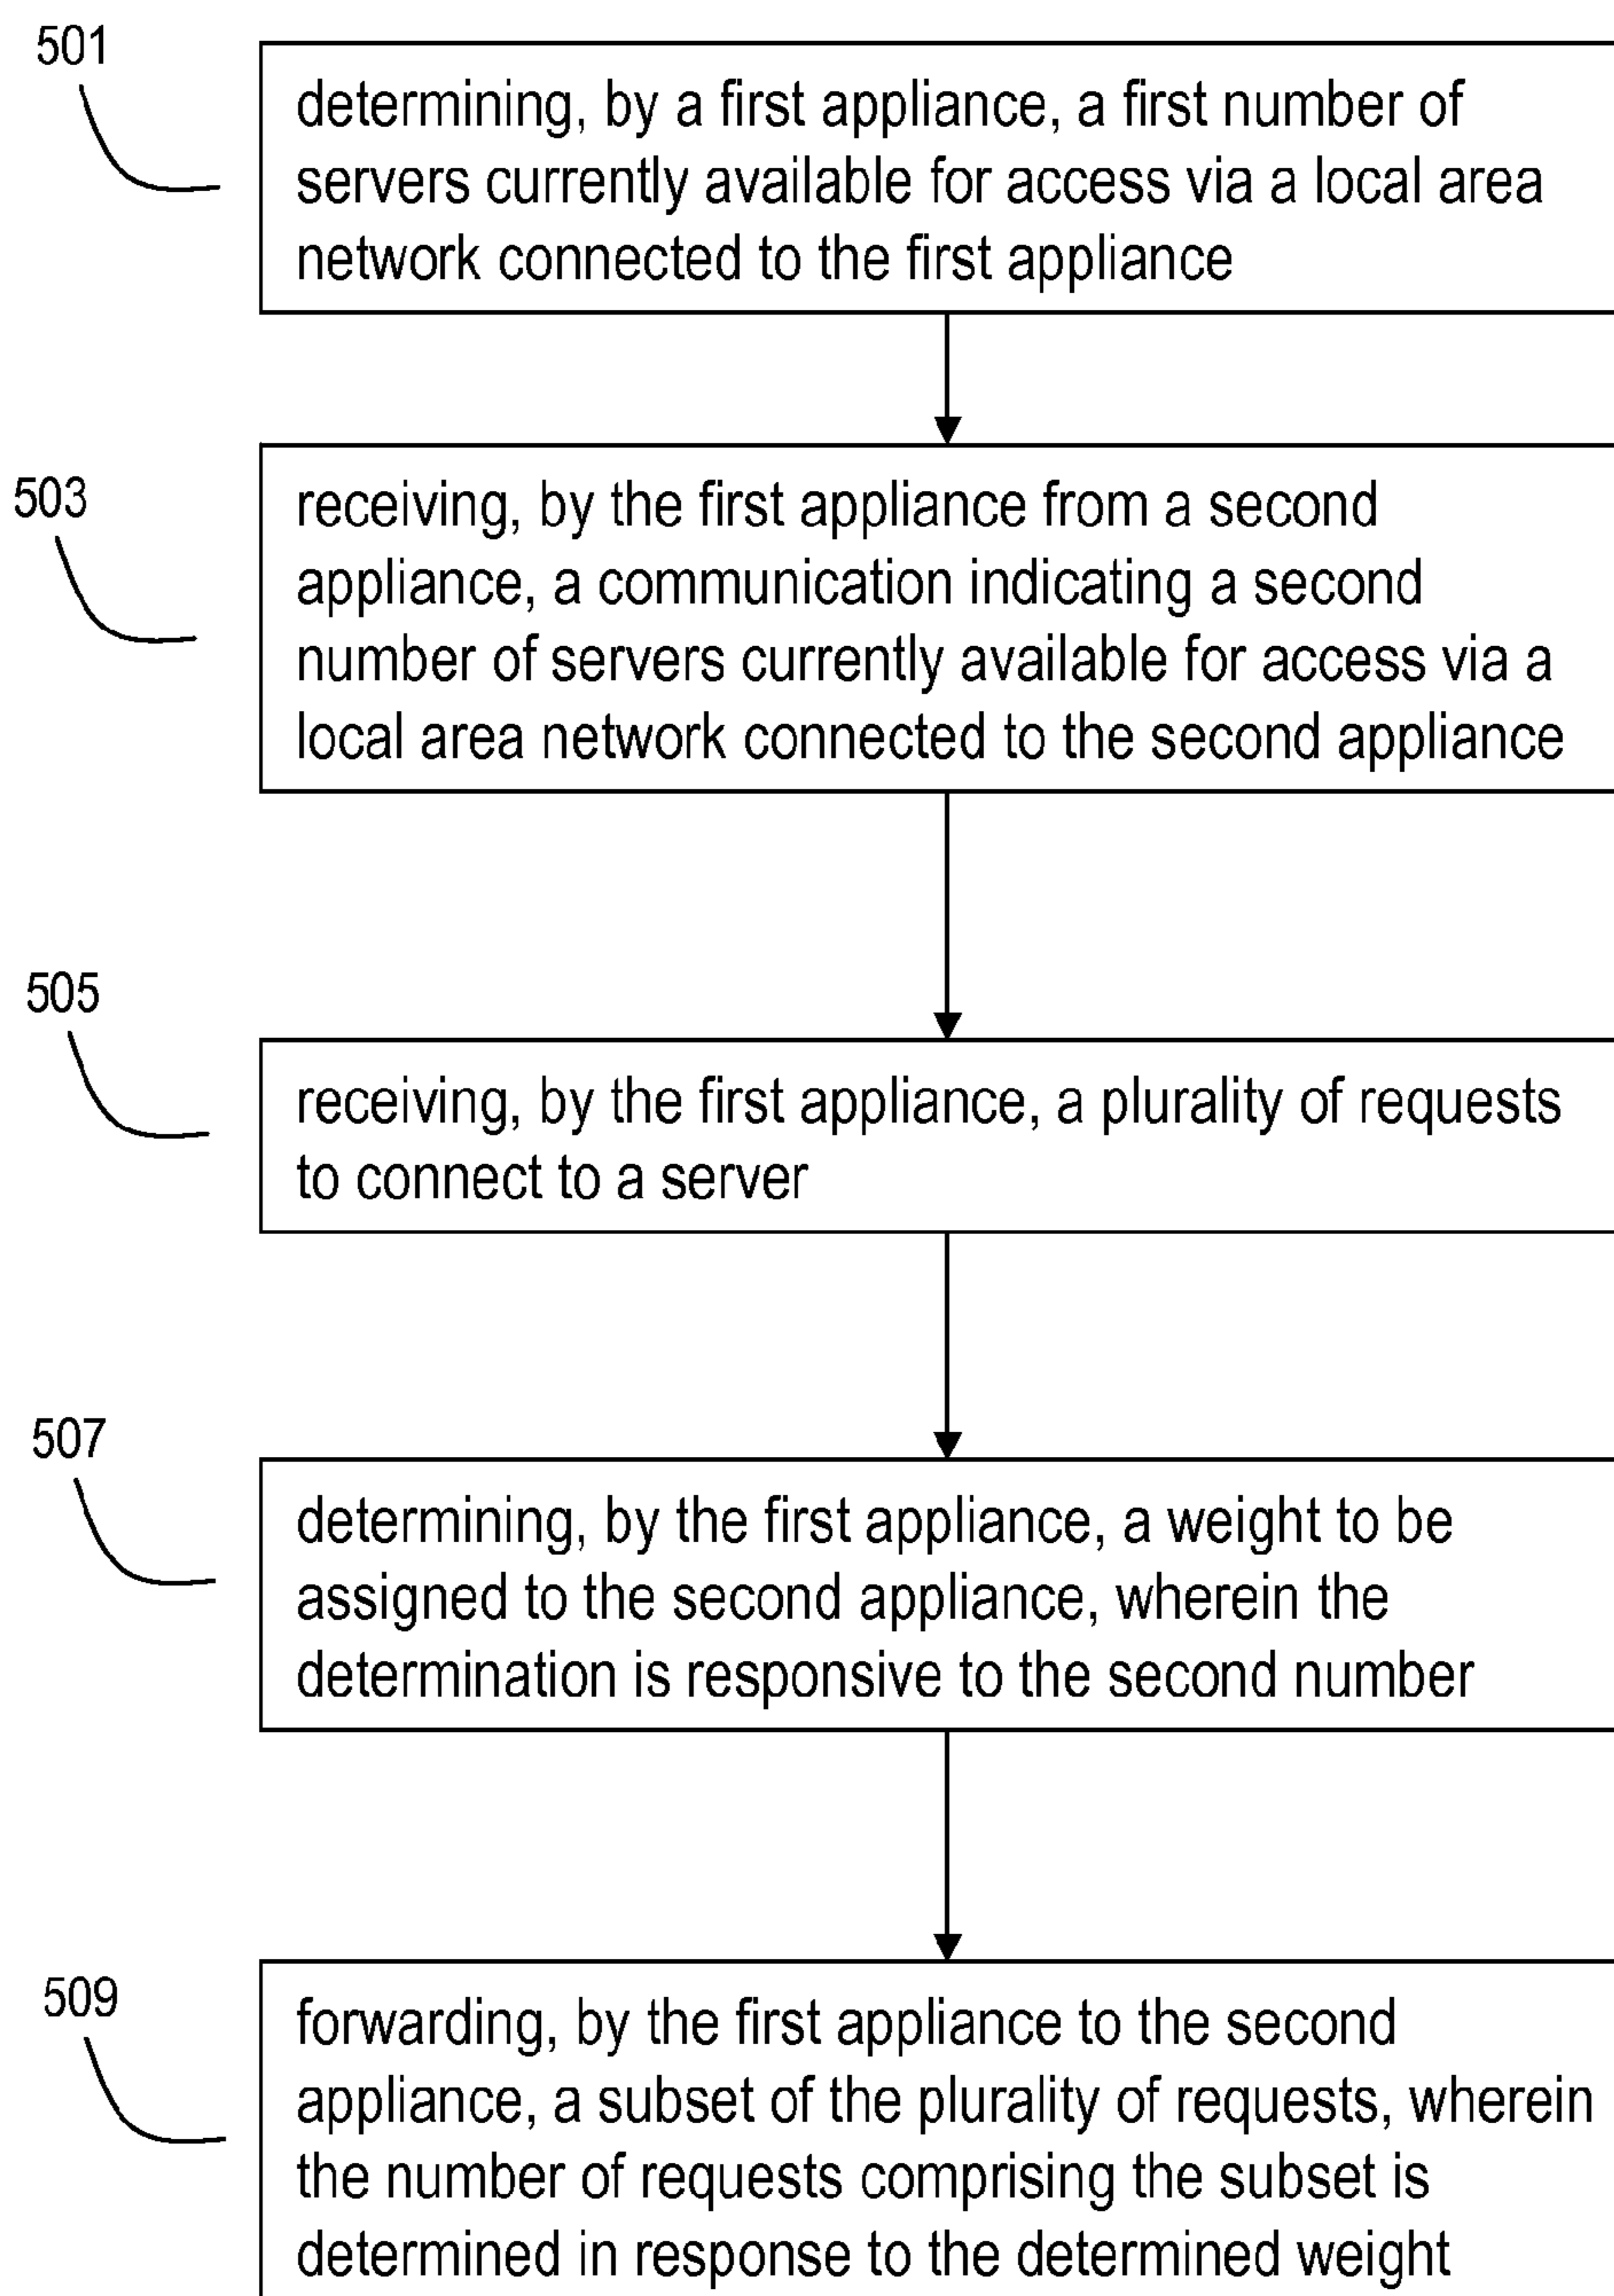 501
determining, by a first appliance, a first number of
servers currently available for access via a local area
network connected to the first appliance
503
receiving, by the first appliance from a second
appliance, a communication indicating a second
number of servers currently available for access via a
local area network connected to the second appliance
505
receiving, by the first appliance, a plurality of requests
to connect to a server
507
determining, by the first appliance, a weight to be
assigned to the second appliance, wherein the
determination is responsive to the second number
509
forwarding, by the first appliance to the second
appliance, a subset of the plurality of requests, wherein
the number of requests comprising the subset is
determined in response to the determined weight